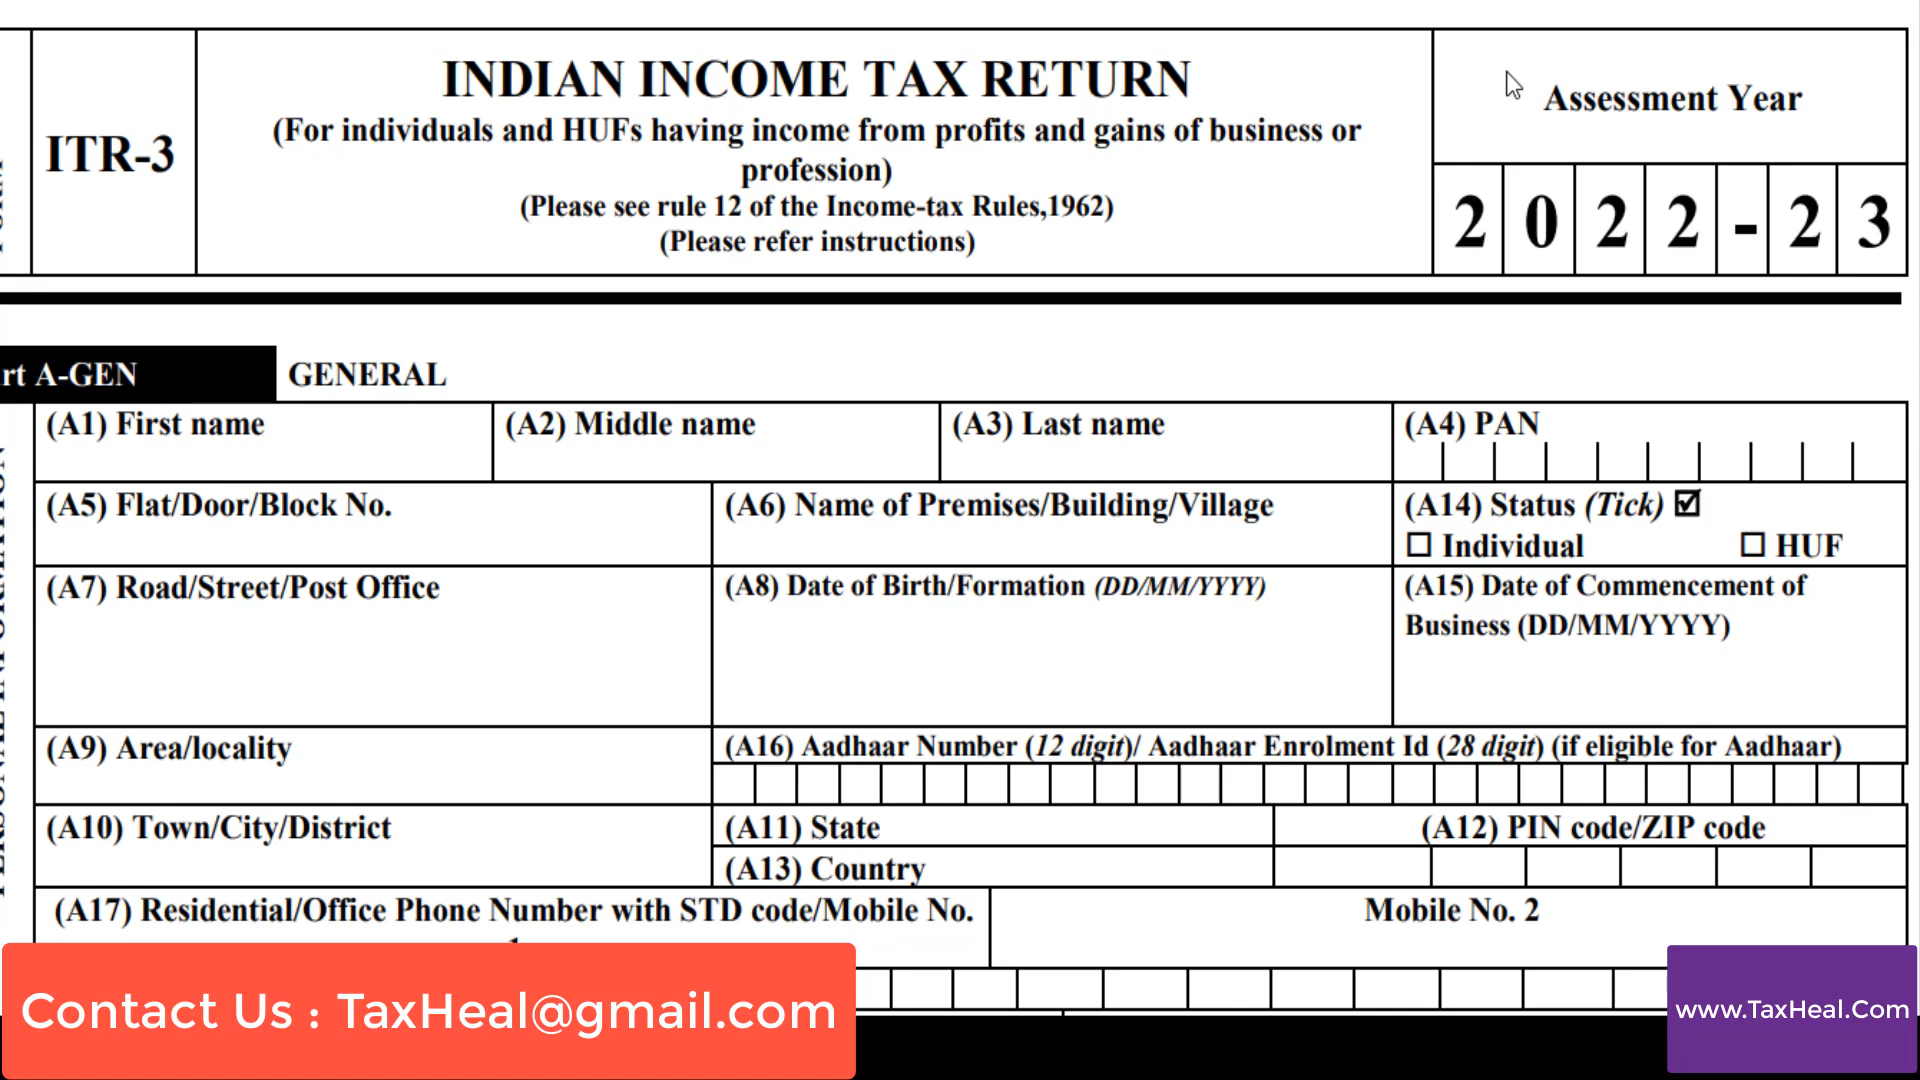 INDIAN INCOME TAX RETURN
ITR-3
(For individuals and HUFs having income from profits and gains of business or
profession)
(Please see rule 12 of the Income-tax Rules,1962)
(Please refer instructions)
Assessment Year
2 0 2 2 - 2 3
rt A-GEN
GENERAL
(A1) First name
(A2) Middle name
(A3) Last name
(A4) PAN
(A5) Flat/Door/Block No.
(A6) Name of Premises/Building/Village
(A14) Status (Tick) ☑
☐ Individual ☐ HUF
(A7) Road/Street/Post Office
(A8) Date of Birth/Formation (DD/MM/YYYY)
(A15) Date of Commencement of
Business (DD/MM/YYYY)
(A9) Area/locality
(A16) Aadhaar Number (12 digit)/ Aadhaar Enrolment Id (28 digit) (if eligible for Aadhaar)
(A10) Town/City/District
(A11) State
(A12) PIN code/ZIP code
(A13) Country
(A17) Residential/Office Phone Number with STD code/Mobile No.
Mobile No. 2
Contact Us : TaxHeal@gmail.com
www.TaxHeal.Com